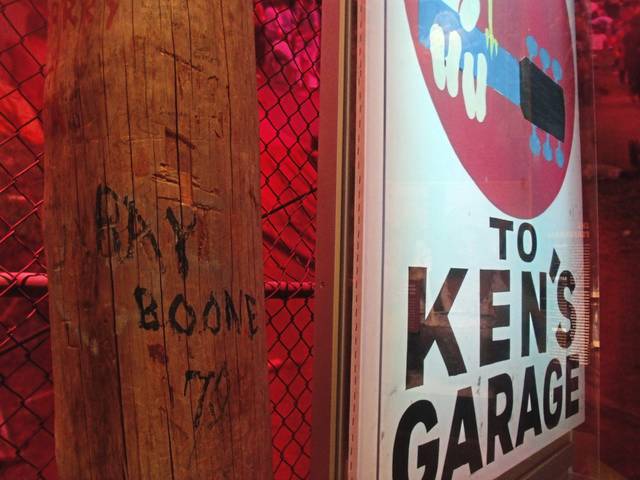 RAY
BOONE
79
TO
KEN'S
GARAGE